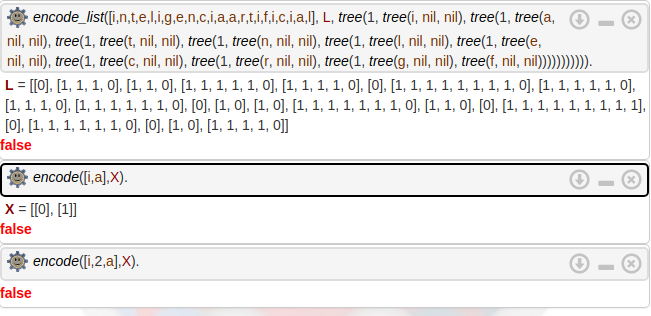 encode_list([i,n,t,e,l,i,g,e,n,c,i,a,a,r,t,i,f,i,c,i,a,l], L, tree(1, tree(i, nil, nil), tree(1, tree(a,
nil, nil), tree(1, tree(t, nil, nil), tree(1, tree(n, nil, nil), tree(1, tree(l, nil, nil), tree(1, tree(e,
nil, nil), tree(1, tree(c, nil, nil), tree(1, tree(r, nil, nil), tree(1, tree(g, nil, nil), tree(f, nil, nil))))))))))).
L = [[0], [1, 1, 1, 0], [1, 1, 0], [1, 1, 1, 1, 1, 0], [1, 1, 1, 1, 0], [0], [1, 1, 1, 1, 1, 1, 1, 1, 0], [1, 1, 1, 1, 1, 0],
[1, 1, 1, 0], [1, 1, 1, 1, 1, 1, 0], [0], [1, 0], [1, 0], [1, 1, 1, 1, 1, 1, 1, 0], [1, 1, 0], [0], [1, 1, 1, 1, 1, 1, 1, 1, 1],
[0], [1, 1, 1, 1, 1, 1, 0], [0], [1, 0], [1, 1, 1, 1, 0]]
false
encode([i,a],X).
X = [[0], [1]]
false
encode([i,2,a],X).
false